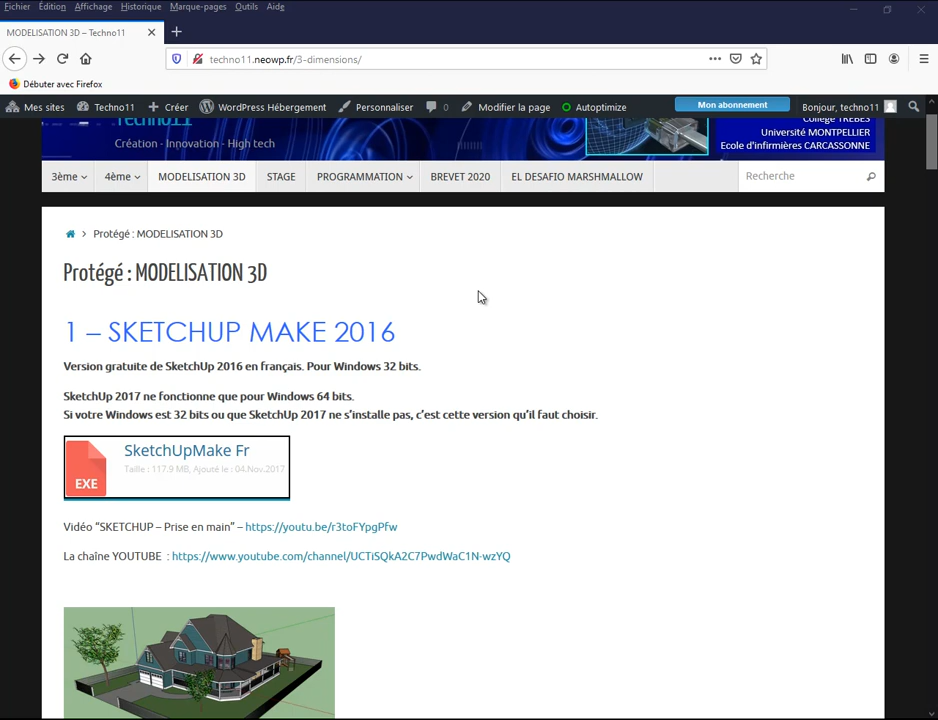 Fichier Édition Affichage Historique Marque-pages Outils Aide
MODELISATION 3D – Techno11
techno11.neowp.fr/3-dimensions/
Débuter avec Firefox
Mes sites Techno11 Créer WordPress Hébergement Personnaliser 0 Modifier la page Autoptimize Mon abonnement Bonjour, techno11
Techno11
Création - Innovation - High tech
Collège TREBES
Université MONTPELLIER
Ecole d'infirmières CARCASSONNE
3ème 4ème MODELISATION 3D STAGE PROGRAMMATION BREVET 2020 EL DESAFIO MARSHMALLOW Recherche
Protégé : MODELISATION 3D
Protégé : MODELISATION 3D
1 – SKETCHUP MAKE 2016
Version gratuite de SketchUp 2016 en français. Pour Windows 32 bits.
SketchUp 2017 ne fonctionne que pour Windows 64 bits.
Si votre Windows est 32 bits ou que SketchUp 2017 ne s’installe pas, c’est cette version qu’il faut choisir.
SketchUpMake Fr
Taille : 117.9 MB, Ajouté le : 04.Nov.2017
EXE
Vidéo “SKETCHUP – Prise en main” – https://youtu.be/r3toFYpgPfw
La chaîne YOUTUBE : https://www.youtube.com/channel/UCTiSQkA2C7PwdWaC1N-wzYQ